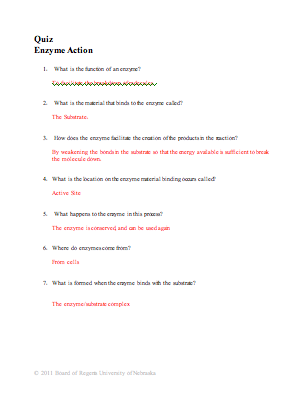 Quiz
Enzyme Action
1. What is the function of an enzyme?
2. What is the material that binds to the enzyme called?
The Substrate.
3. How does the enzyme facilitate the creation of the products in the reaction?
By weakening the bonds in the substrate so that the energy available is sufficient to break
the molecule down.
4. What is the location on the enzyme material binding occurs called?
Active Site
5. What happens to the enzyme in this process?
The enzyme is conserved and can be used again
6. Where do enzymes come from?
From cells
7. What is formed when the enzyme binds with the substrate?
The enzyme/substrate complex
© 2011 Board of Regents University of Nebraska